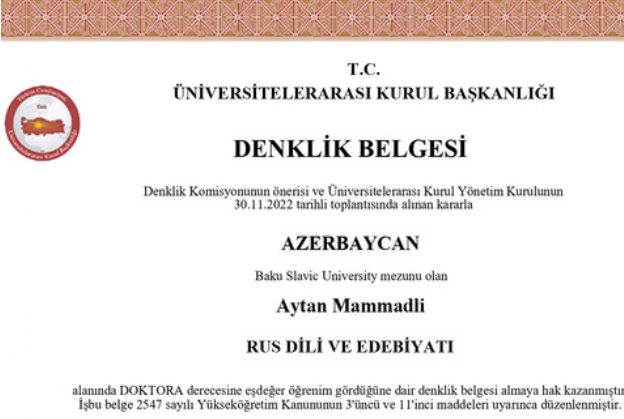 T.C.
ÜNİVERSİTELERARASI KURUL BAŞKANLIĞI
DENKLİK BELGESİ
Denklik Komisyonunun önerisi ve Üniversitelerarası Kurul Yönetim Kurulunun
30.11.2022 tarihli toplantısında alınan kararla
AZERBAYCAN
Baku Slavic University mezunu olan
Aytan Mammadli
RUS DİLİ VE EDEBİYATI
alanında DOKTORA derecesine eşdeğer öğrenim gördüğüne dair denklik belgesi almaya hak kazanmıştır
İşbu belge 2547 sayılı Yükseköğretim Kanununun 3'üncü ve 11'inci maddeleri uyarınca düzenlenmiştir.